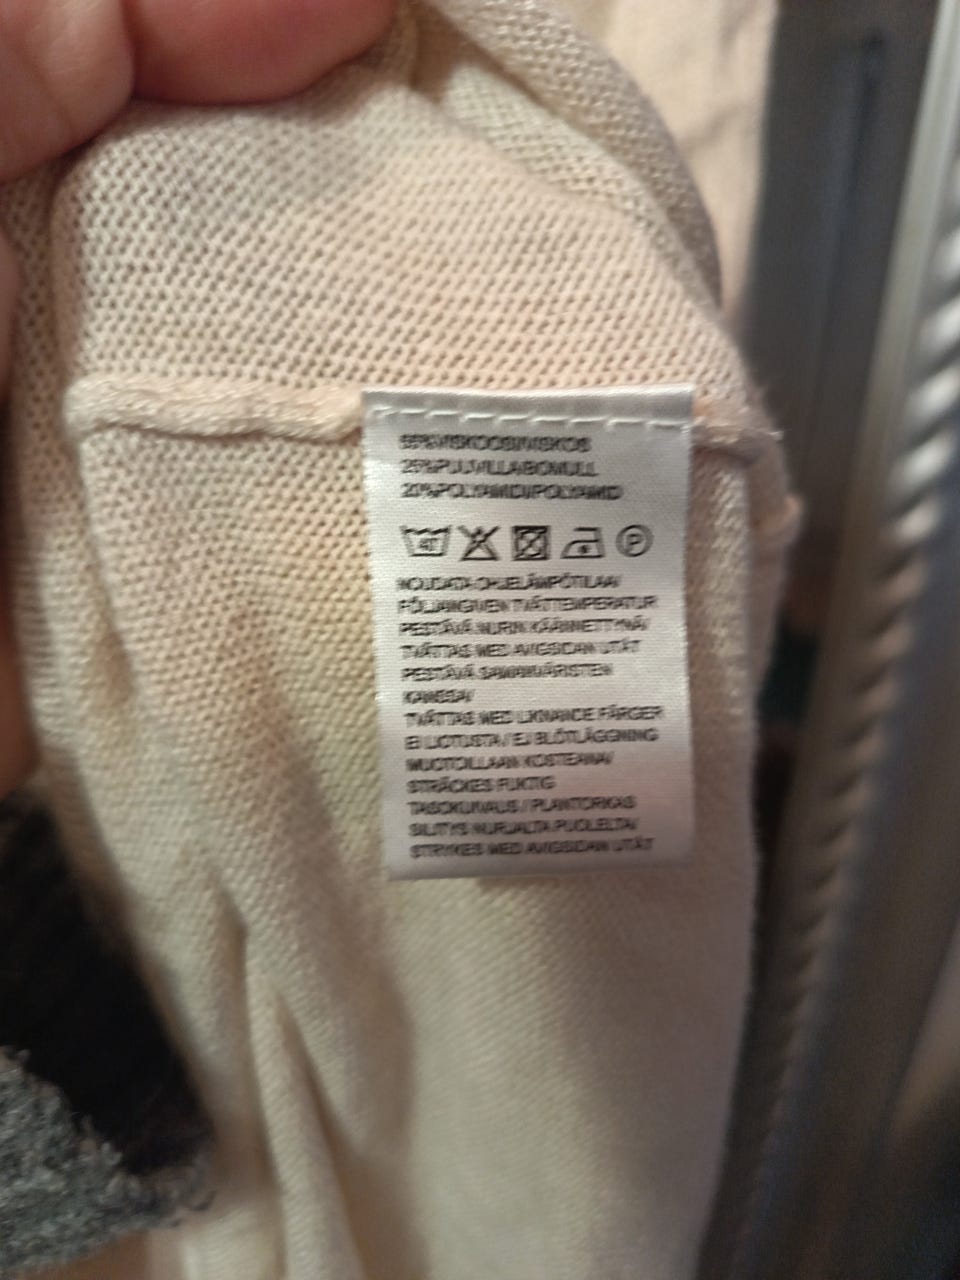 55%VISKOOSI/VISKOS
25%PUUVILLA/BOMULL
20%POLYAMIDI/POLYAMID
40
P
NOUDATA OHJELÄMPÖTILAA/
FÖLJ ANGIVEN TVÄTTEMPERATUR
PESTÄVÄ NURIN KÄÄNNETTYNÄ/
TVÄTTAS MED AVIGSIDAN UTÅT
PESTÄVÄ SAMANVÄRISTEN
KANSSA/
TVÄTTAS MED LIKNANDE FÄRGER
EI LIOTUSTA / EJ BLÖTLÄGGNING
MUOTOILLAAN KOSTEANA/
STRÄCKES FUKTIG
TASOKUIVAUS / PLANTORKAS
SILITYS NURJALTA PUOLELTA/
STRYKES MED AVIGSIDAN UTÅT